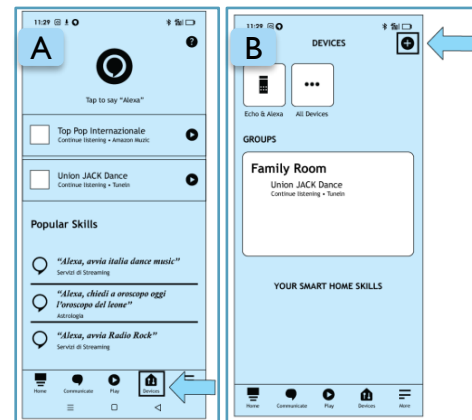 A
11:29
Tap to say "Alexa"
Top Pop Internazionale
Continue listening • Amazon Music
Union JACK Dance
Continue listening • TuneIn
Popular Skills
"Alexa, avvia italia dance music"
Servizi di Streaming
"Alexa, chiedi a oroscopo oggi
l'oroscopo del leone"
Astrologia
"Alexa, avvia Radio Rock"
Servizi di Streaming
Home Communicate Play Devices
B
11:29
DEVICES
Echo & Alexa All Devices
GROUPS
Family Room
Union JACK Dance
Continue listening • TuneIn
YOUR SMART HOME SKILLS
Home Communicate Play Devices More